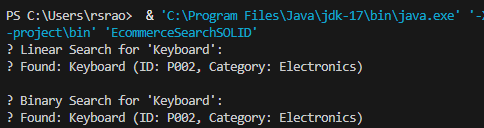 PS C:\Users\rsrao>  & 'C:\Program Files\Java\jdk-17\bin\java.exe' '-X
-project\bin' 'EcommerceSearchSOLID'
? Linear Search for 'Keyboard':
? Found: Keyboard (ID: P002, Category: Electronics)

? Binary Search for 'Keyboard':
? Found: Keyboard (ID: P002, Category: Electronics)